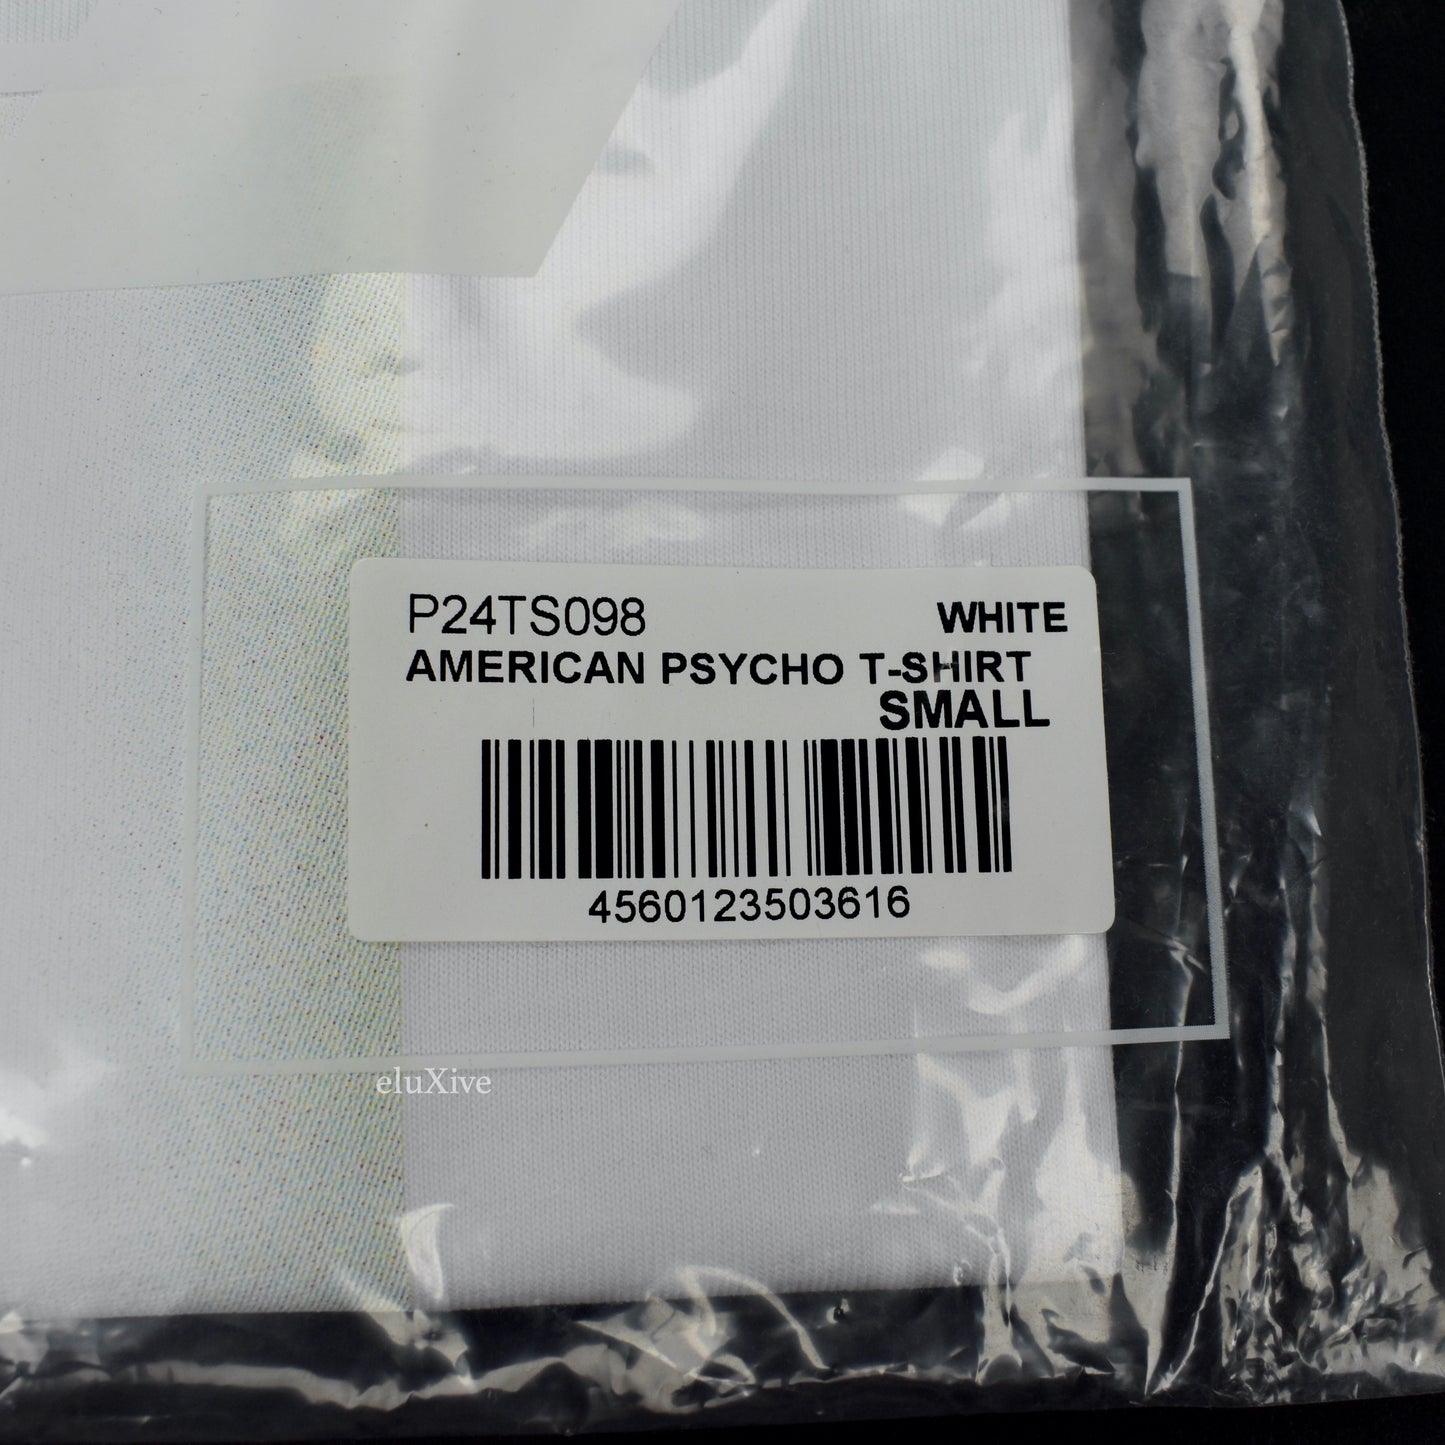 P24TS098 WHITE
AMERICAN PSYCHO T-SHIRT
SMALL
4560123503616
eluXive